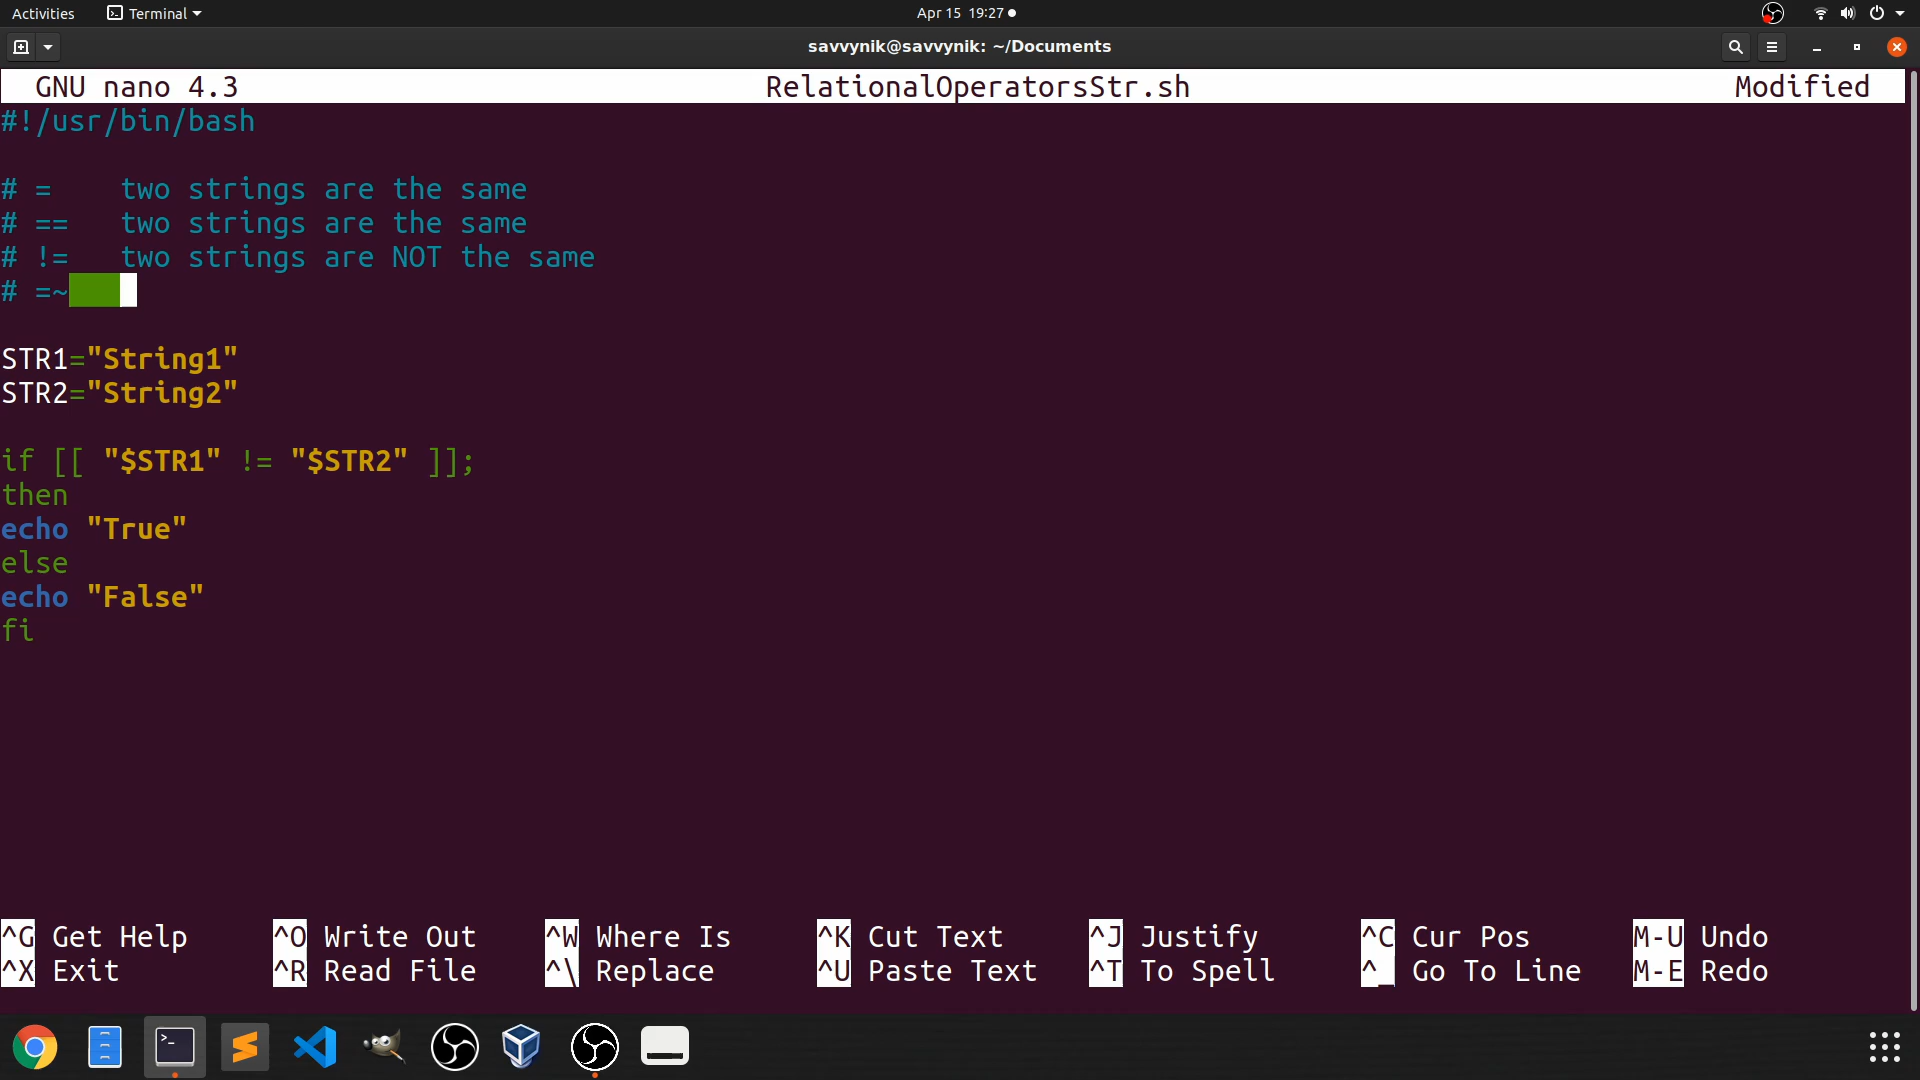 Activities Terminal Apr 15 19:27
savvynik@savvynik: ~/Documents
GNU nano 4.3 RelationalOperatorsStr.sh Modified
#!/usr/bin/bash
# = two strings are the same
# == two strings are the same
# != two strings are NOT the same
# =~
STR1="String1"
STR2="String2"
if [[ "$STR1" != "$STR2" ]];
then
echo "True"
else
echo "False"
fi
^G Get Help ^O Write Out ^W Where Is ^K Cut Text ^J Justify ^C Cur Pos M-U Undo
^X Exit ^R Read File ^\ Replace ^U Paste Text ^T To Spell ^_ Go To Line M-E Redo